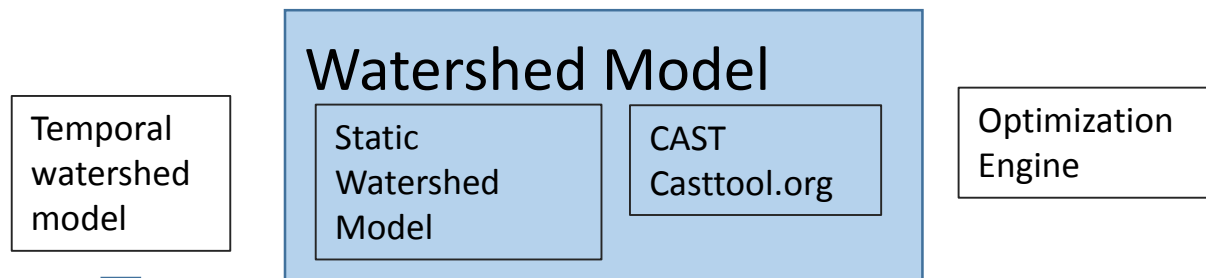 Watershed Model
Temporal
watershed
model
Static
Watershed
Model
CAST
Casttool.org
Optimization
Engine